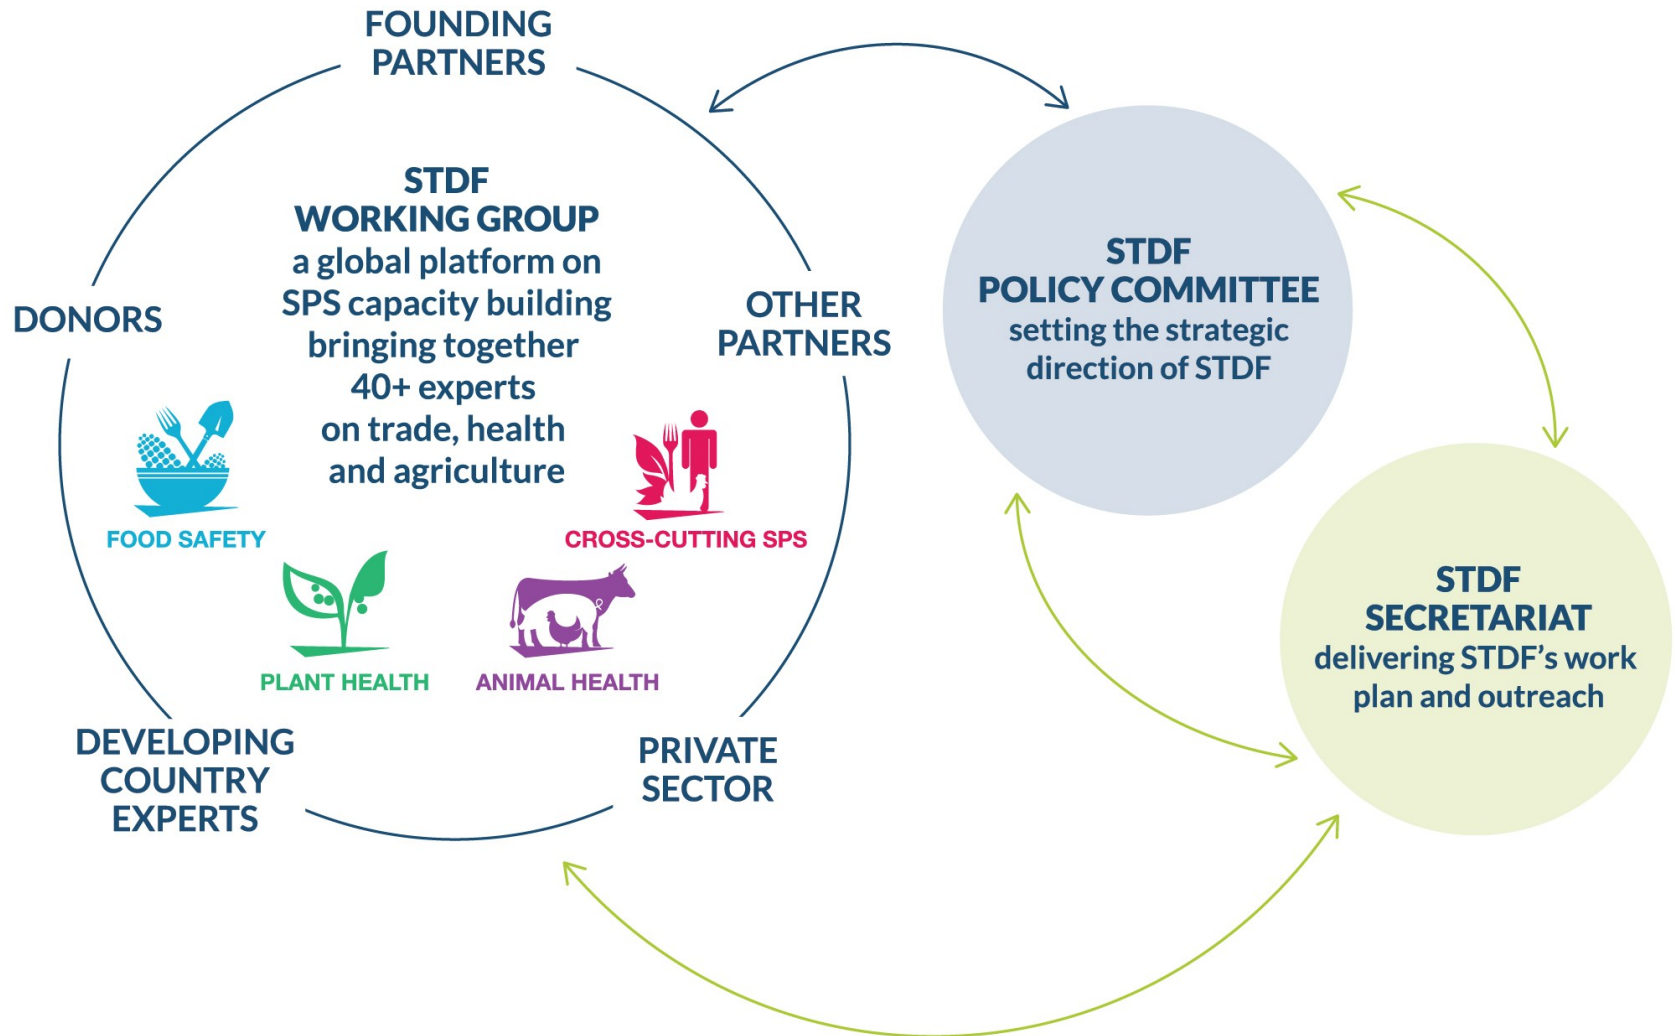 FOUNDING
PARTNERS
STDF
WORKING GROUP
a global platform on
SPS capacity building
bringing together
40+ experts
on trade, health
and agriculture
DONORS
OTHER
PARTNERS
FOOD SAFETY
CROSS-CUTTING SPS
PLANT HEALTH
ANIMAL HEALTH
DEVELOPING
COUNTRY
EXPERTS
PRIVATE
SECTOR
STDF
POLICY COMMITTEE
setting the strategic
direction of STDF
STDF
SECRETARIAT
delivering STDF’s work
plan and outreach